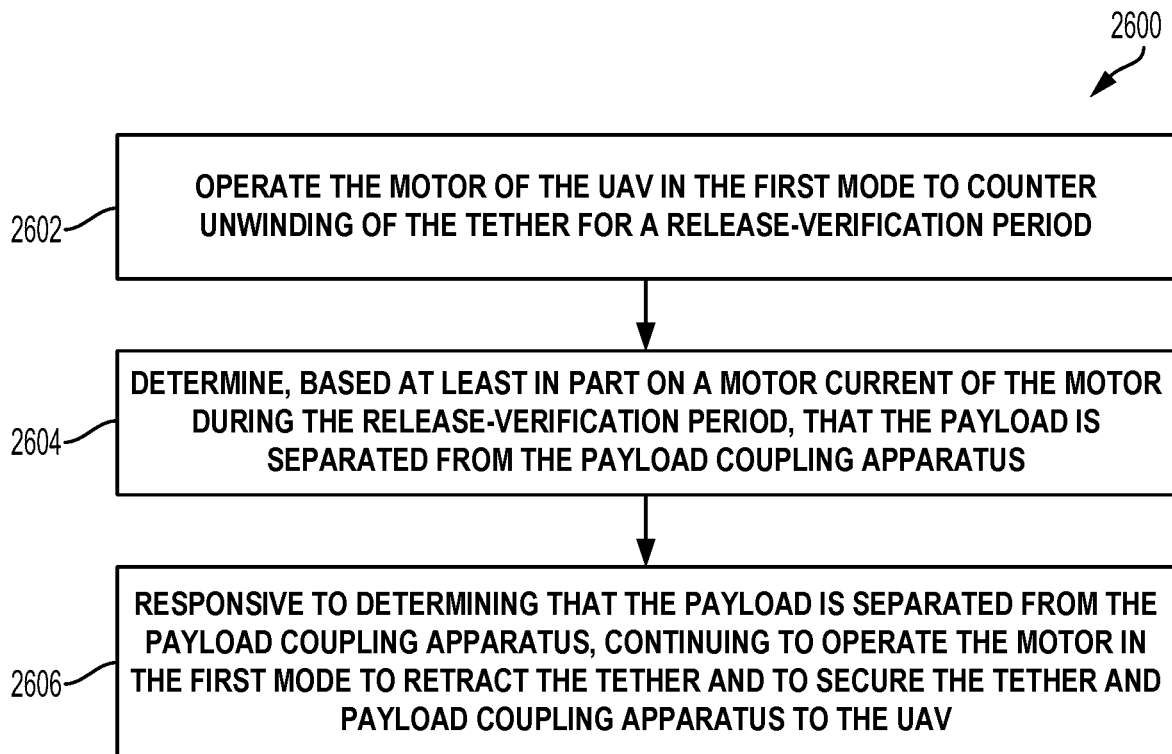 2600
2602
OPERATE THE MOTOR OF THE UAV IN THE FIRST MODE TO COUNTER
UNWINDING OF THE TETHER FOR A RELEASE-VERIFICATION PERIOD
2604
DETERMINE, BASED AT LEAST IN PART ON A MOTOR CURRENT OF THE MOTOR
DURING THE RELEASE-VERIFICATION PERIOD, THAT THE PAYLOAD IS
SEPARATED FROM THE PAYLOAD COUPLING APPARATUS
2606
RESPONSIVE TO DETERMINING THAT THE PAYLOAD IS SEPARATED FROM THE
PAYLOAD COUPLING APPARATUS, CONTINUING TO OPERATE THE MOTOR IN
THE FIRST MODE TO RETRACT THE TETHER AND TO SECURE THE TETHER AND
PAYLOAD COUPLING APPARATUS TO THE UAV